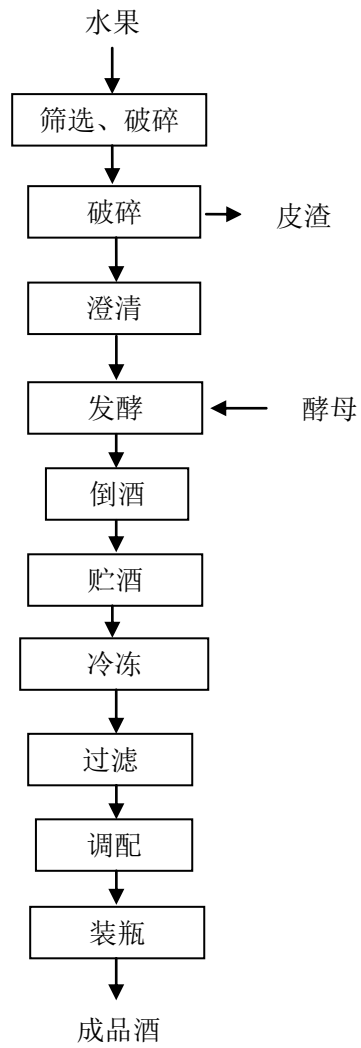 水果
筛选、破碎
破碎
皮渣
澄清
发酵
酵母
倒酒
贮酒
冷冻
过滤
调配
装瓶
成品酒